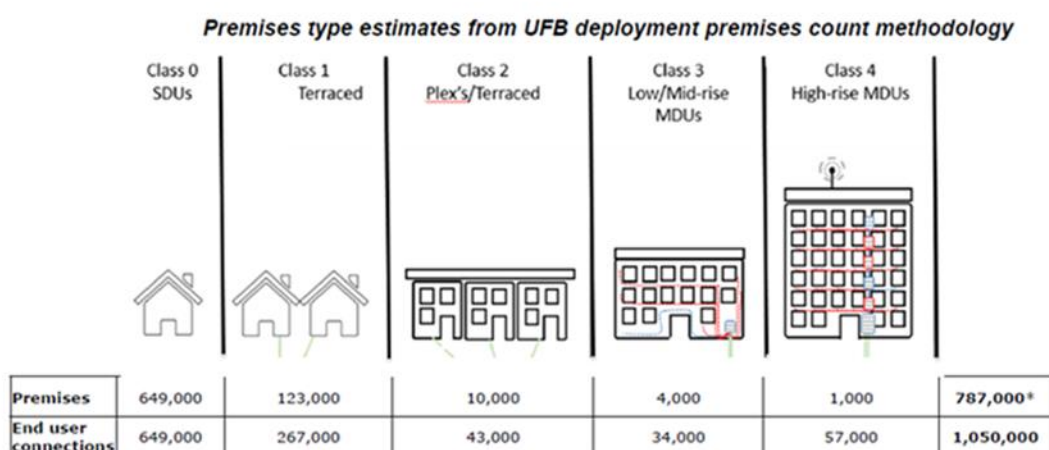 Premises type estimates from UFB deployment premises count methodology
Class 0
SDUs
Class 1
Terraced
Class 2
Plex's/Terraced
Class 3
Low/Mid-rise
MDUs
Class 4
High-rise MDUs
Premises 649,000 123,000 10,000 4,000 1,000 787,000*
End user
connections 649,000 267,000 43,000 34,000 57,000 1,050,000